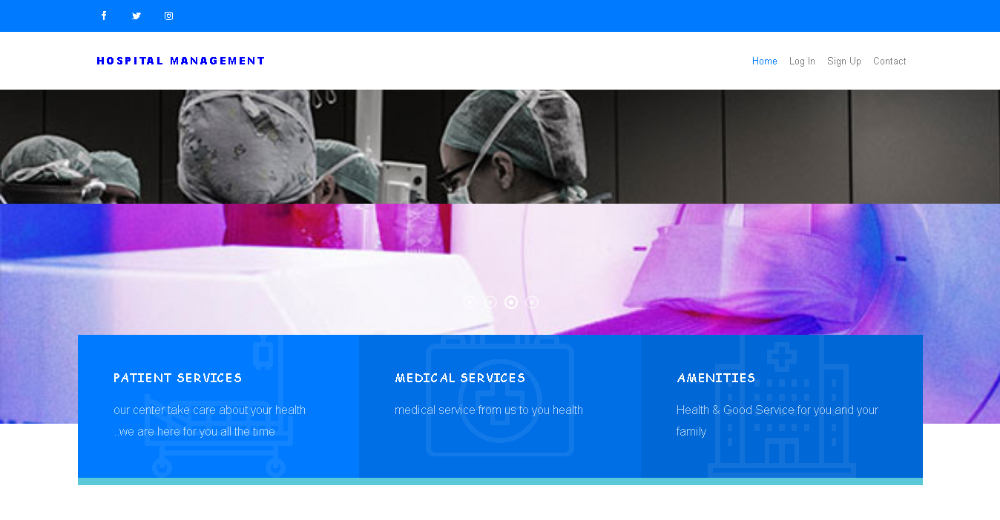 HOSPITAL MANAGEMENT
Home Log In Sign Up Contact
PATIENT SERVICES
our center take care about your health
..we are here for you all the time
MEDICAL SERVICES
medical service from us to you health
AMENITIES
Health & Good Service for you and your
family